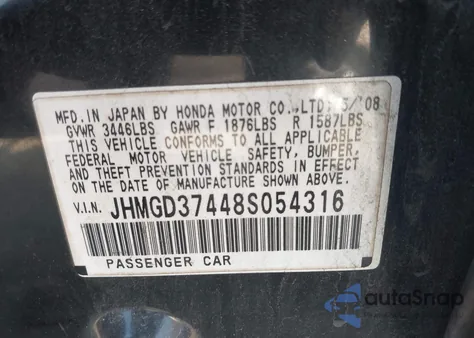 MFD. IN JAPAN BY HONDA MOTOR CO.,LTD. 3/'08
GVWR 3446LBS GAWR F 1876LBS R 1587LBS
THIS VEHICLE CONFORMS TO ALL APPLICABLE
FEDERAL MOTOR VEHICLE SAFETY, BUMPER,
AND THEFT PREVENTION STANDARDS IN EFFECT
ON THE DATE OF MANUFACTURE SHOWN ABOVE.
V.I.N. JHMGD37448S054316
PASSENGER CAR
autoSnap